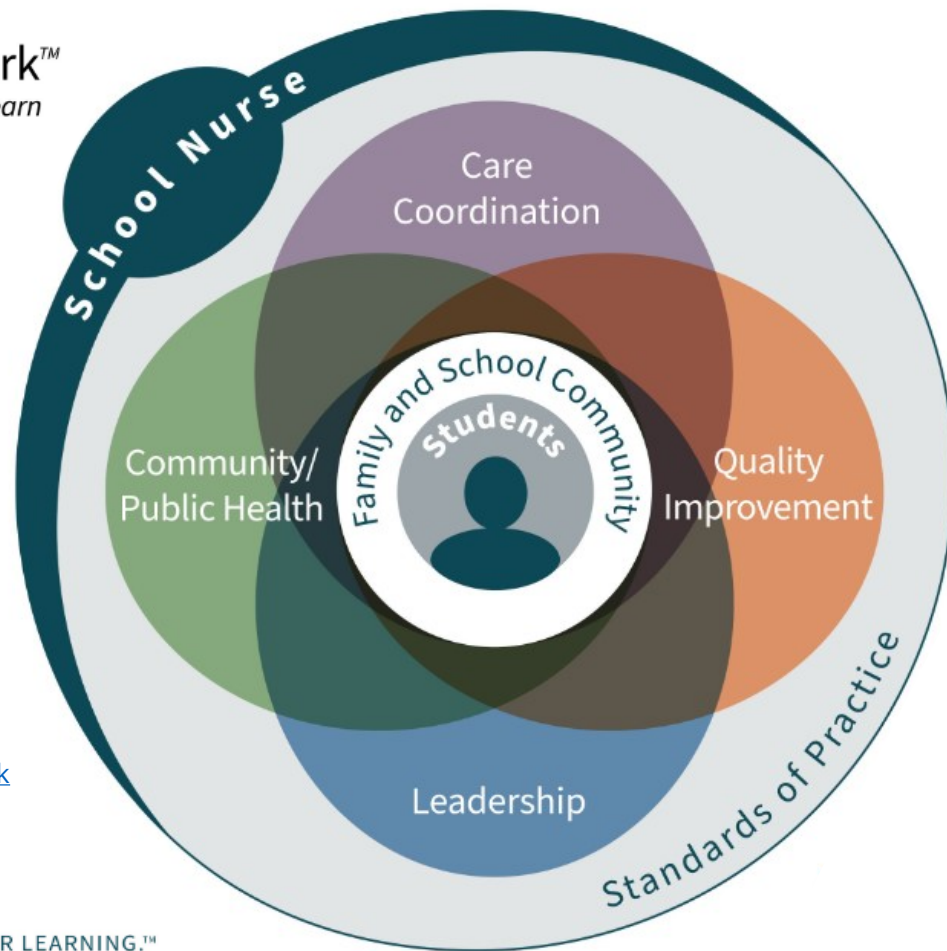 rk™
arn
School Nurse
Care
Coordination
Family and School Community
Students
Community/
Public Health
Quality
Improvement
Leadership
Standards of Practice
k
R LEARNING.™